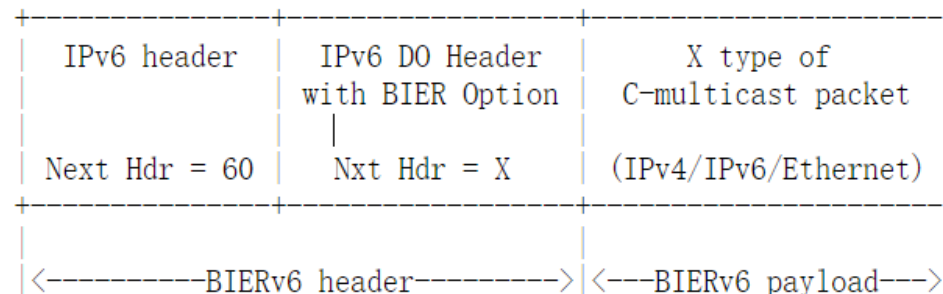 +---------------+------------------+----------------------
| IPv6 header | IPv6 DO Header | X type of
| | with BIER Option | C-multicast packet
| | | |
| Next Hdr = 60 | Nxt Hdr = X | (IPv4/IPv6/Ethernet)
+---------------+------------------+----------------------
| |
|<----------BIERv6 header--------->|<---BIERv6 payload--->